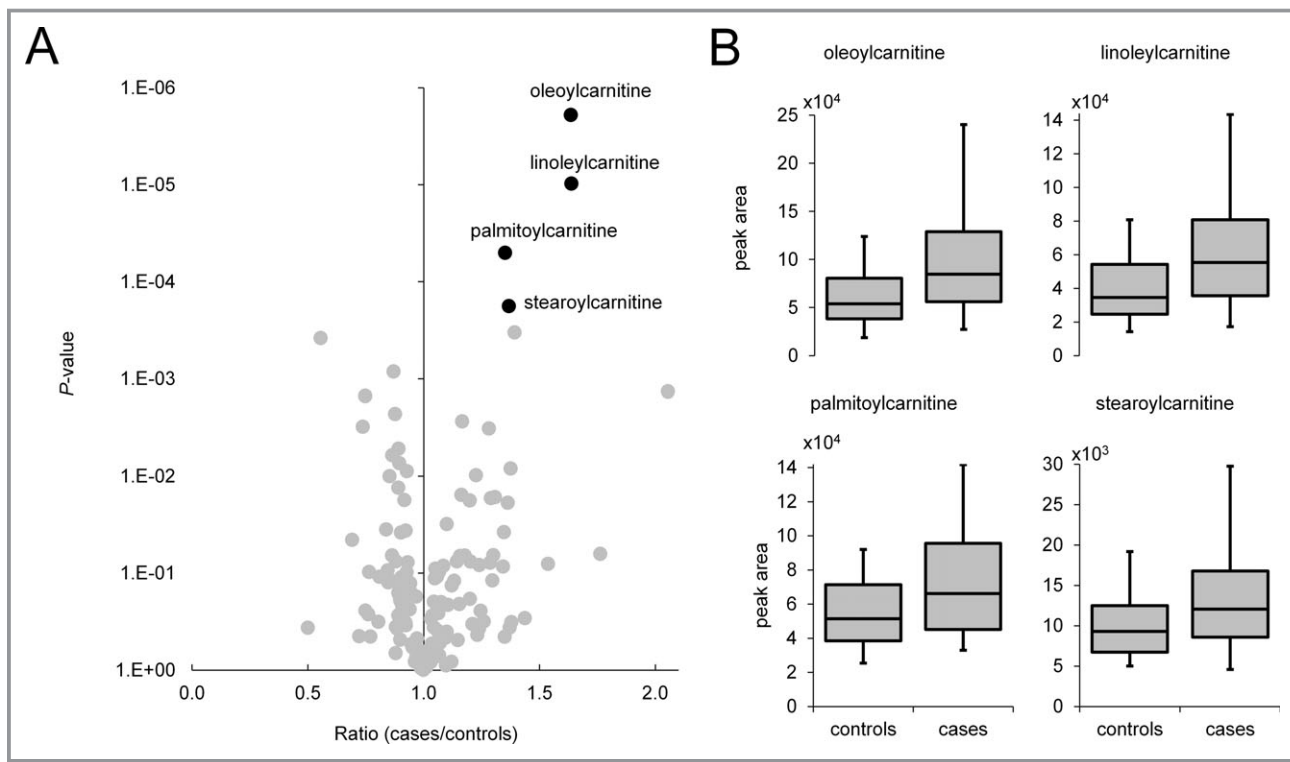 A
1.E-06
1.E-05
1.E-04
1.E-03
1.E-02
1.E-01
1.E+00
P-value
oleoylcarnitine
linoleylcarnitine
palmitoylcarnitine
stearoylcarnitine
0.0 0.5 1.0 1.5 2.0
Ratio (cases/controls)
B
oleoylcarnitine
x10⁴
25
20
15
10
5
0
peak area
linoleylcarnitine
x10⁴
14
12
10
8
6
4
2
0
palmitoylcarnitine
x10⁴
14
12
10
8
6
4
2
0
peak area
controls cases
stearoylcarnitine
x10³
30
25
20
15
10
5
0
controls cases